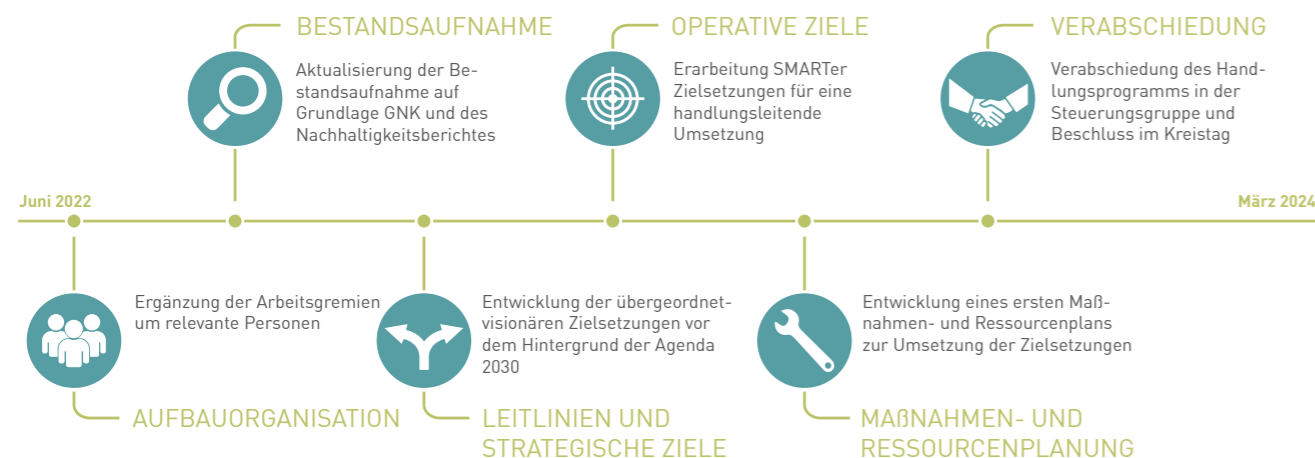 BESTANDSAUFNAHME
Aktualisierung der Be-
standsaufnahme auf
Grundlage GNK und des
Nachhaltigkeitsberichtes
OPERATIVE ZIELE
Erarbeitung SMARTer
Zielsetzungen für eine
handlungsleitende
Umsetzung
VERABSCHIEDUNG
Verabschiedung des Hand-
lungsprogramms in der
Steuerungsgruppe und
Beschluss im Kreistag
Juni 2022
März 2024
Ergänzung der Arbeitsgremien
um relevante Personen
AUFBAUORGANISATION
Entwicklung der übergeordnet-
visionären Zielsetzungen vor
dem Hintergrund der Agenda
2030
LEITLINIEN UND
STRATEGISCHE ZIELE
Entwicklung eines ersten Maß-
nahmen- und Ressourcenplans
zur Umsetzung der Zielsetzungen
MAßNAHMEN- UND
RESSOURCENPLANUNG